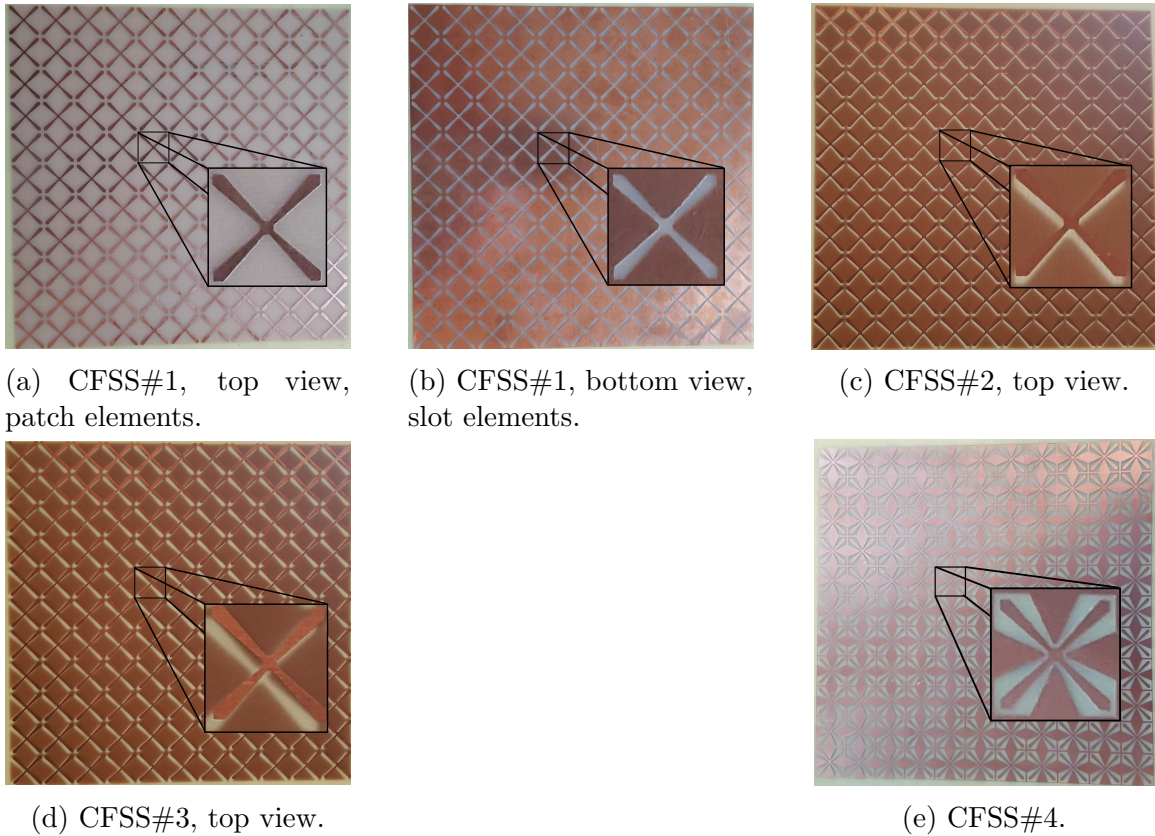 (a) CFSS#1, top view,
patch elements.
(b) CFSS#1, bottom view,
slot elements.
(c) CFSS#2, top view.
(d) CFSS#3, top view.
(e) CFSS#4.